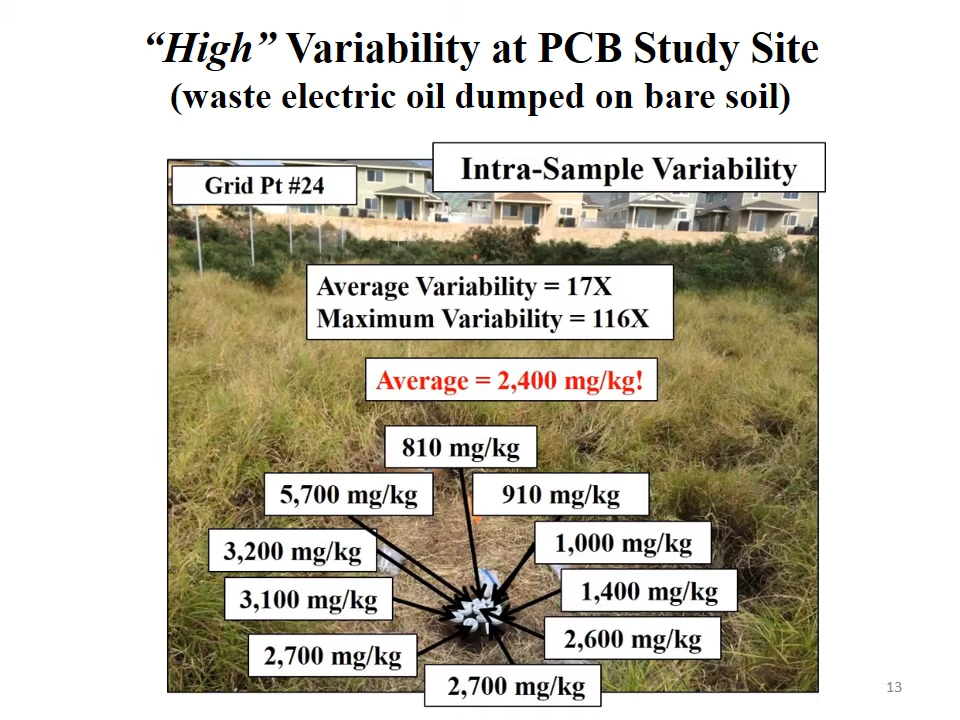 “High” Variability at PCB Study Site
(waste electric oil dumped on bare soil)
Intra-Sample Variability
Grid Pt #24
Average Variability = 17X
Maximum Variability = 116X
Average = 2,400 mg/kg!
810 mg/kg
5,700 mg/kg
910 mg/kg
3,200 mg/kg
1,000 mg/kg
3,100 mg/kg
1,400 mg/kg
2,700 mg/kg
2,600 mg/kg
2,700 mg/kg
13